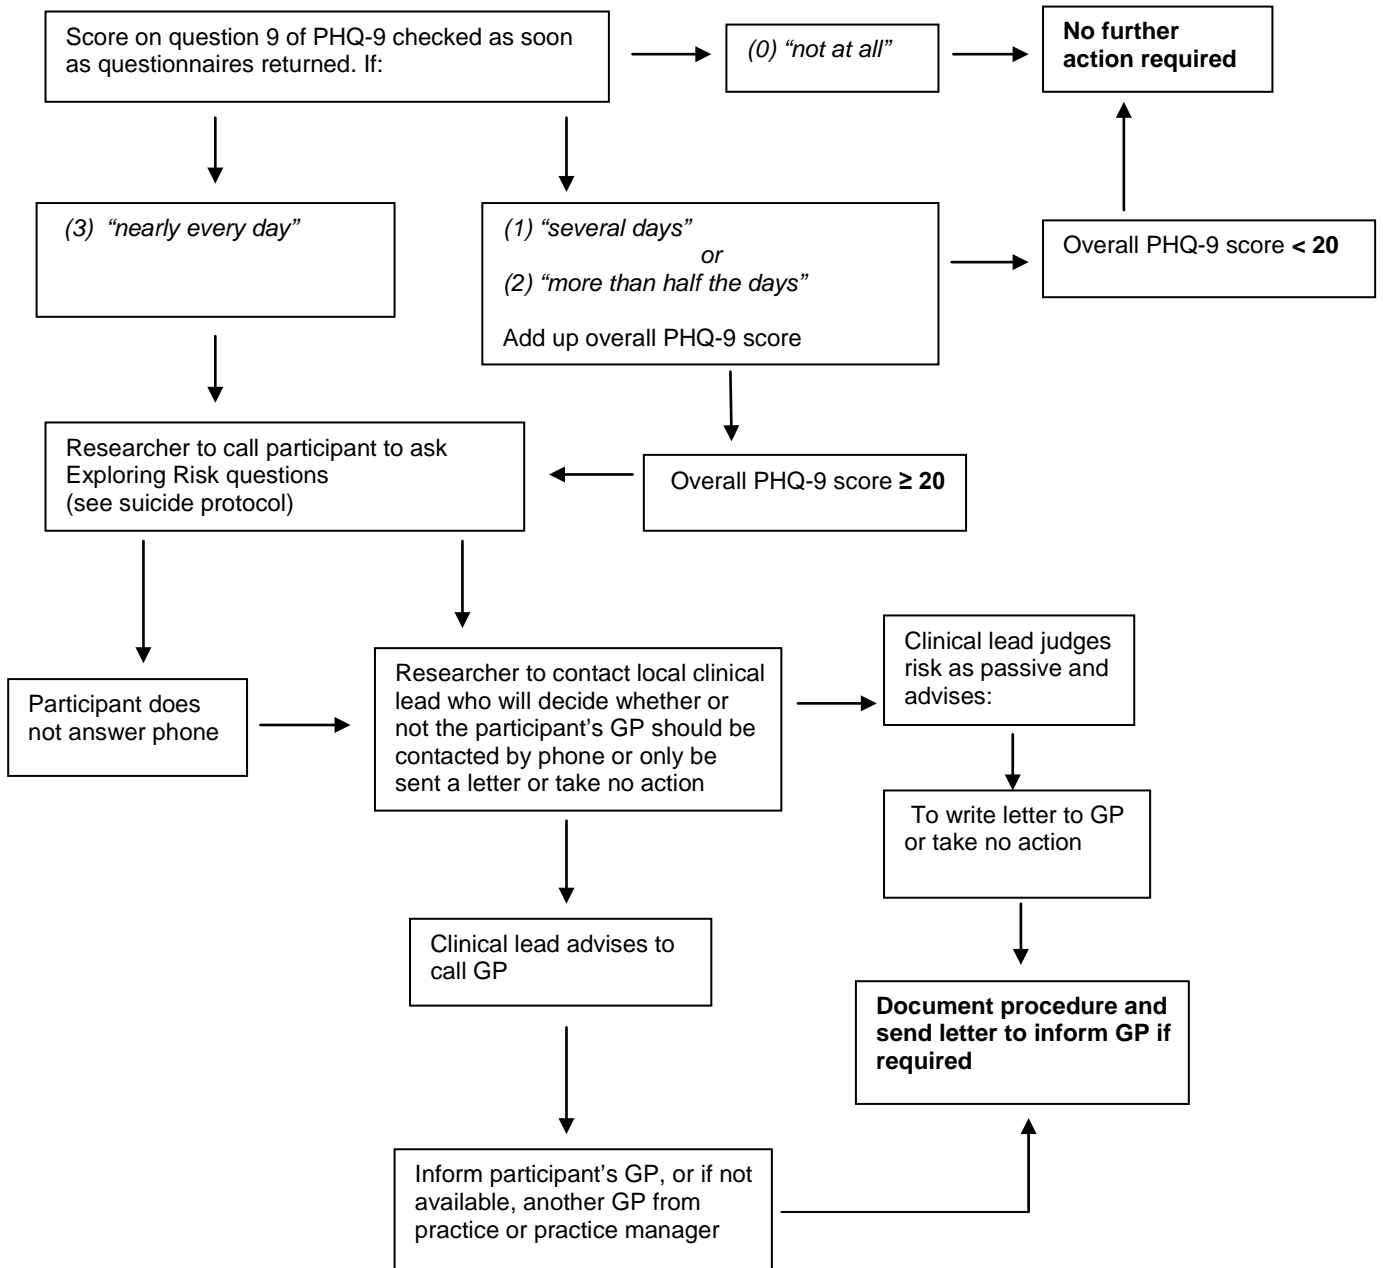 Score on question 9 of PHQ-9 checked as soon
as questionnaires returned. If:
(0) “not at all”
No further
action required
(3) “nearly every day”
(1) “several days”
or
(2) “more than half the days”
Add up overall PHQ-9 score
Overall PHQ-9 score < 20
Researcher to call participant to ask
Exploring Risk questions
(see suicide protocol)
Overall PHQ-9 score ≥ 20
Participant does
not answer phone
Researcher to contact local clinical
lead who will decide whether or
not the participant’s GP should be
contacted by phone or only be
sent a letter or take no action
Clinical lead judges
risk as passive and
advises:
To write letter to GP
or take no action
Clinical lead advises to
call GP
Document procedure and
send letter to inform GP if
required
Inform participant’s GP, or if not
available, another GP from
practice or practice manager